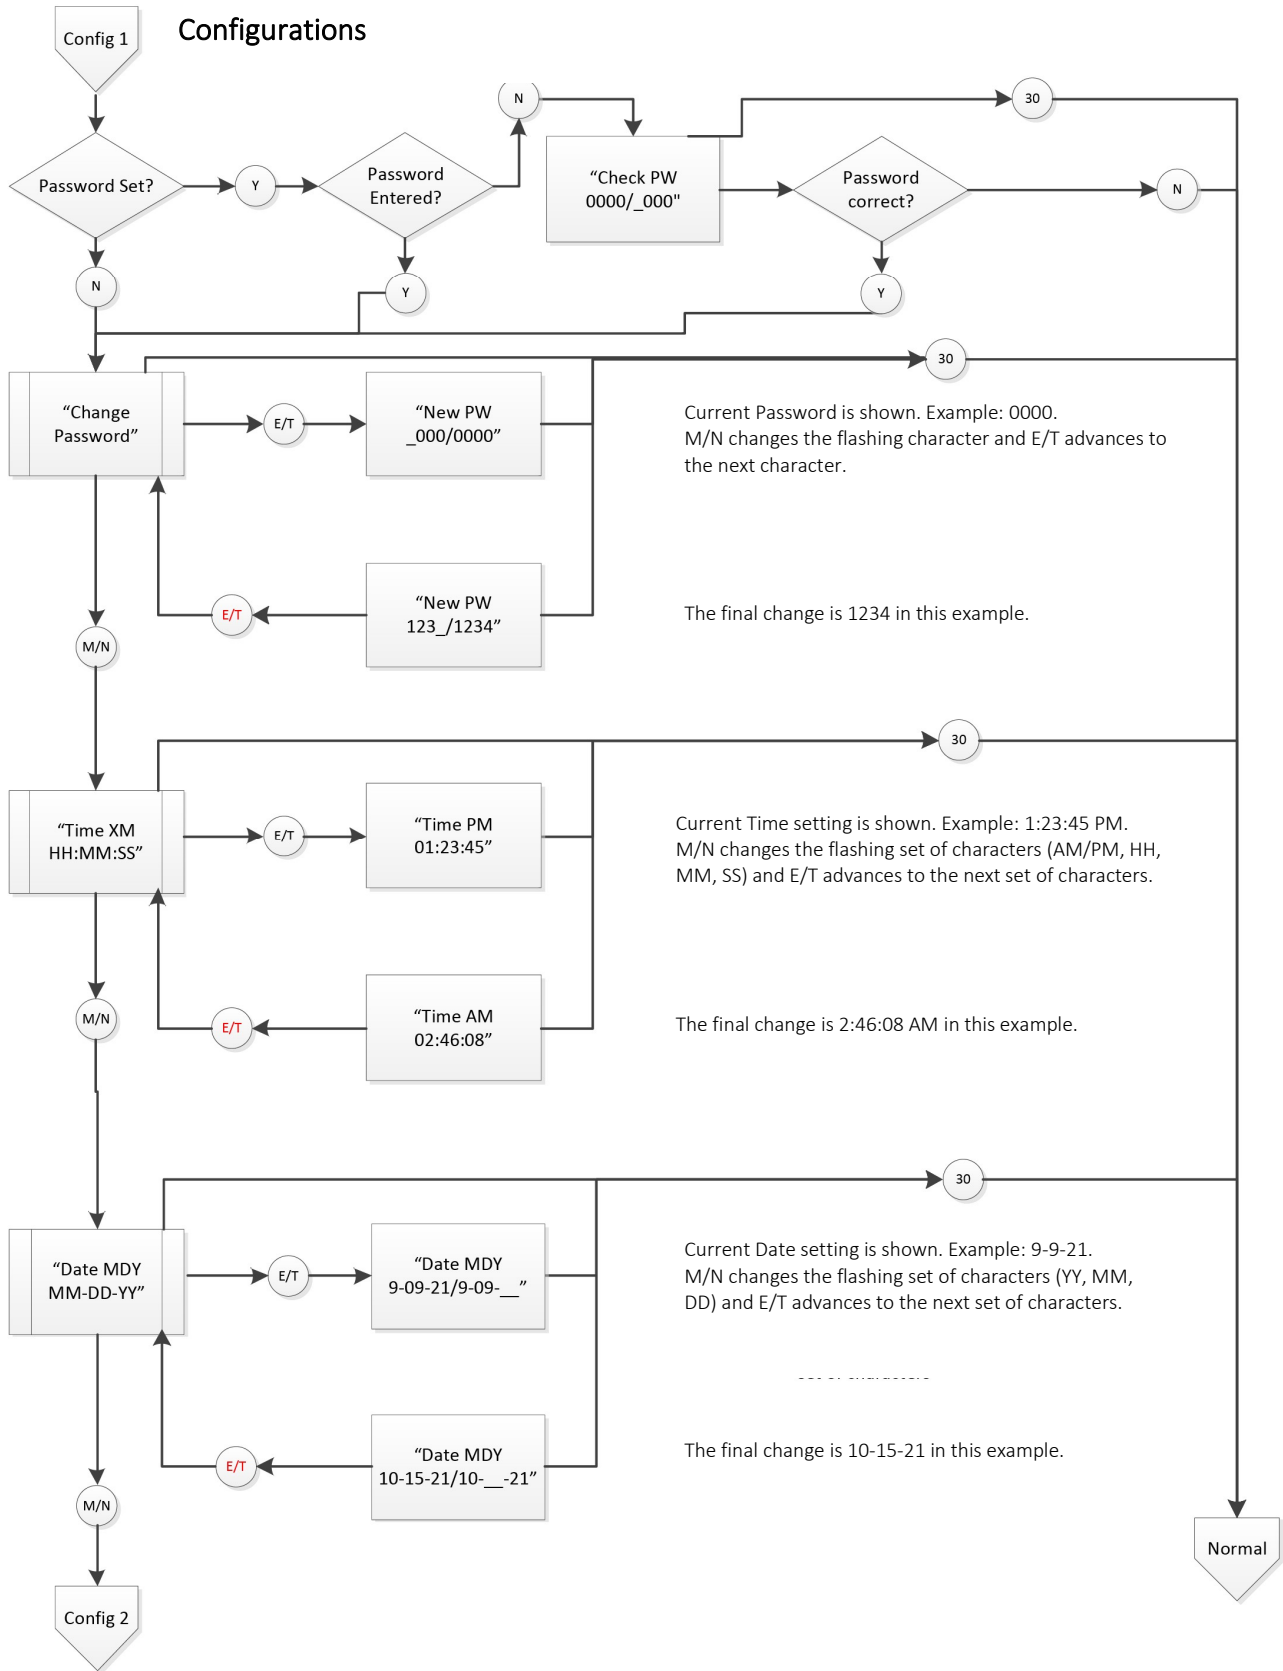 Config 1
Configurations
N
30
Password Set?
Y
Password
Entered?
“Check PW
0000/_000"
Password
correct?
N
N
Y
Y
30
“Change
Password”
E/T
“New PW
_000/0000”
Current Password is shown. Example: 0000.
M/N changes the flashing character and E/T advances to
the next character.
E/T
“New PW
123_/1234”
The final change is 1234 in this example.
M/N
30
“Time XM
HH:MM:SS”
E/T
“Time PM
01:23:45”
Current Time setting is shown. Example: 1:23:45 PM.
M/N changes the flashing set of characters (AM/PM, HH,
MM, SS) and E/T advances to the next set of characters.
M/N
E/T
“Time AM
02:46:08”
The final change is 2:46:08 AM in this example.
30
“Date MDY
MM-DD-YY”
E/T
“Date MDY
9-09-21/9-09-__”
Current Date setting is shown. Example: 9-9-21.
M/N changes the flashing set of characters (YY, MM,
DD) and E/T advances to the next set of characters.
E/T
“Date MDY
10-15-21/10-__-21”
The final change is 10-15-21 in this example.
M/N
Normal
Config 2